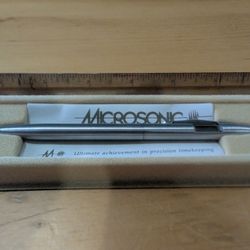 MICROSONIC
Ultimate achievement in precision timekeeping